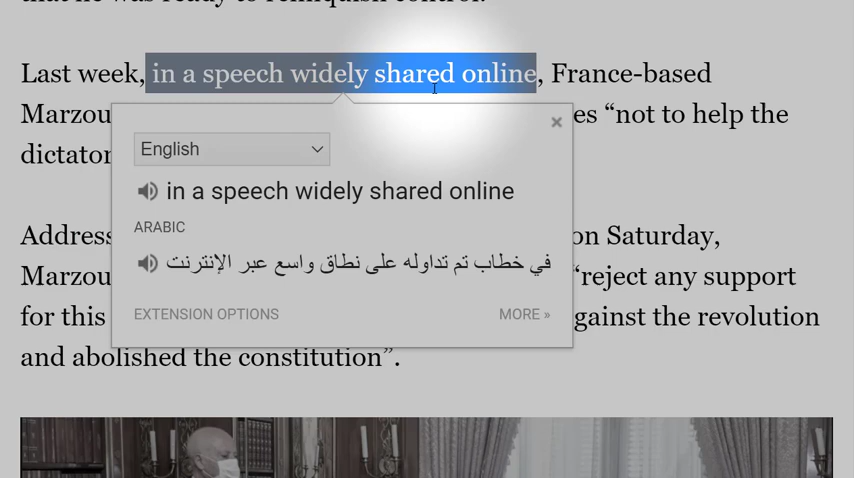 Last week, in a speech widely shared online, France-based
Marzou
es “not to help the
dictator
×
English
in a speech widely shared online
ARABIC
في خطاب تم تداوله على نطاق واسع عبر الإنترنت
EXTENSION OPTIONS
MORE »
Address
on Saturday,
Marzou
“reject any support
for this
gainst the revolution
and abolished the constitution”.